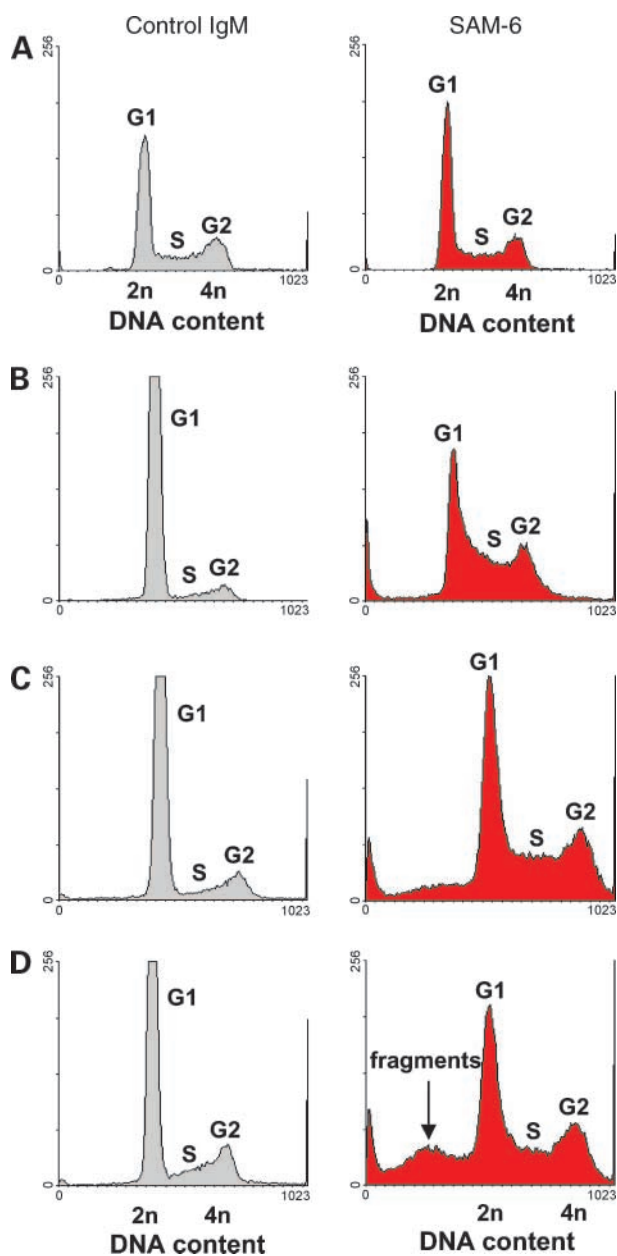 Control IgM
SAM-6
A
256
G1
S
G2
0
0
1023
2n
4n
DNA content
256
G1
S
G2
0
0
1023
2n
4n
DNA content
B
256
G1
S
G2
0
0
1023
256
G1
S
G2
0
0
1023
C
256
G1
S
G2
0
0
1023
256
G1
S
G2
0
0
1023
D
256
G1
S
G2
0
0
1023
2n
4n
DNA content
256
G1
fragments
S
G2
0
0
1023
2n
4n
DNA content